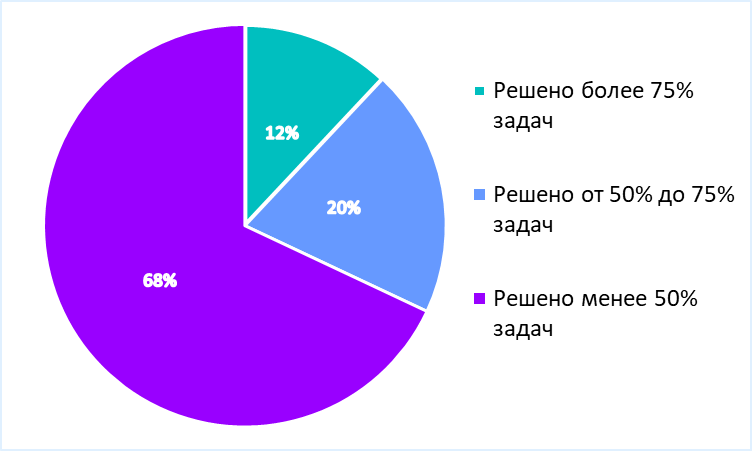 12%
20%
68%
Решено более 75%
задач
Решено от 50% до 75%
задач
Решено менее 50%
задач